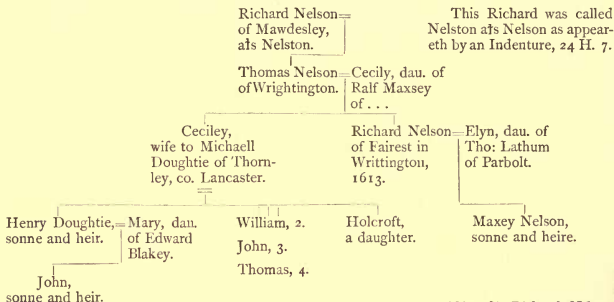 Richard Nelson
of Mawdesley,
ałs Nelston.
This Richard was called
Nelston ałs Nelson as appear-
eth by an Indenture, 24 H. 7.
Thomas Nelson
of Wrightington.
Cecily, dau. of
Ralf Maxsey
of . . .
Ceciley,
wife to Michaell
Doughtie of Thorn-
ley, co. Lancaster.
Richard Nelson
of Fairest in
Writtington,
1613.
Elyn, dau. of
Tho: Lathum
of Parbolt.
Henry Doughtie,
sonne and heir.
Mary, dau.
of Edward
Blakey.
William, 2.
John, 3.
Thomas, 4.
Holcroft,
a daughter.
Maxey Nelson,
sonne and heire.
John,
sonne and heir.